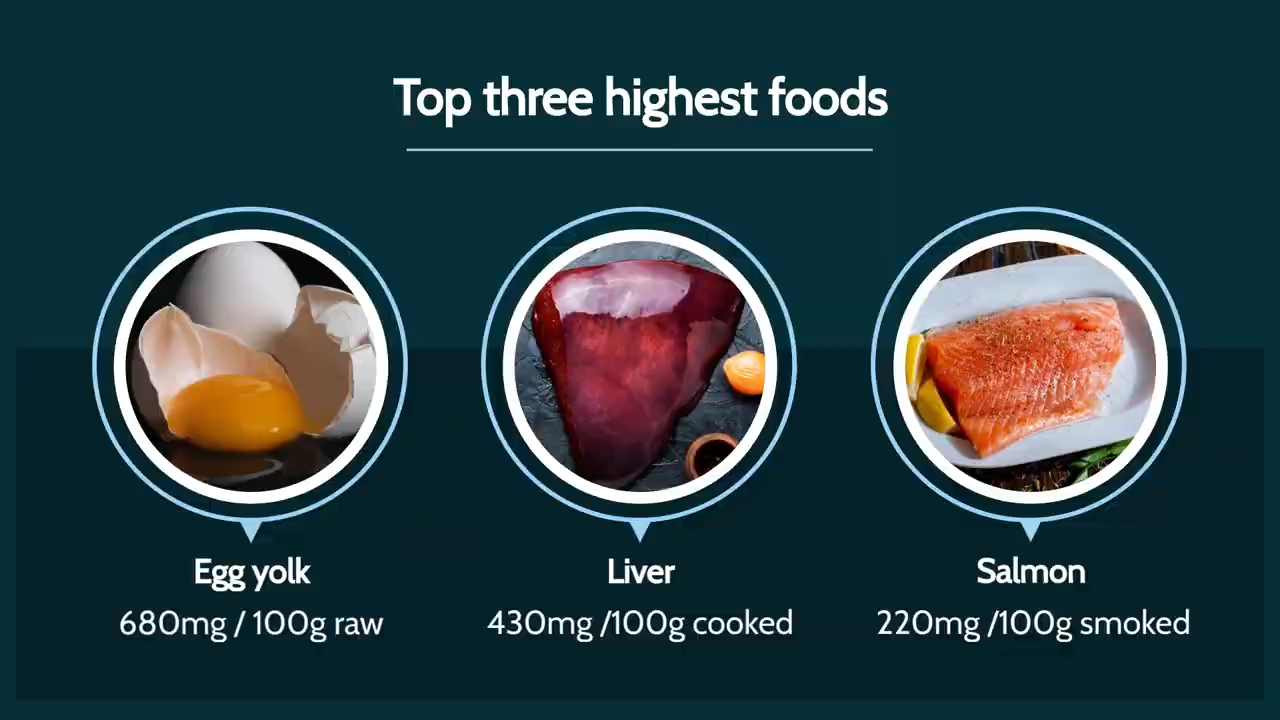 Top three highest foods
Egg yolk
680mg / 100g raw
Liver
430mg /100g cooked
Salmon
220mg /100g smoked